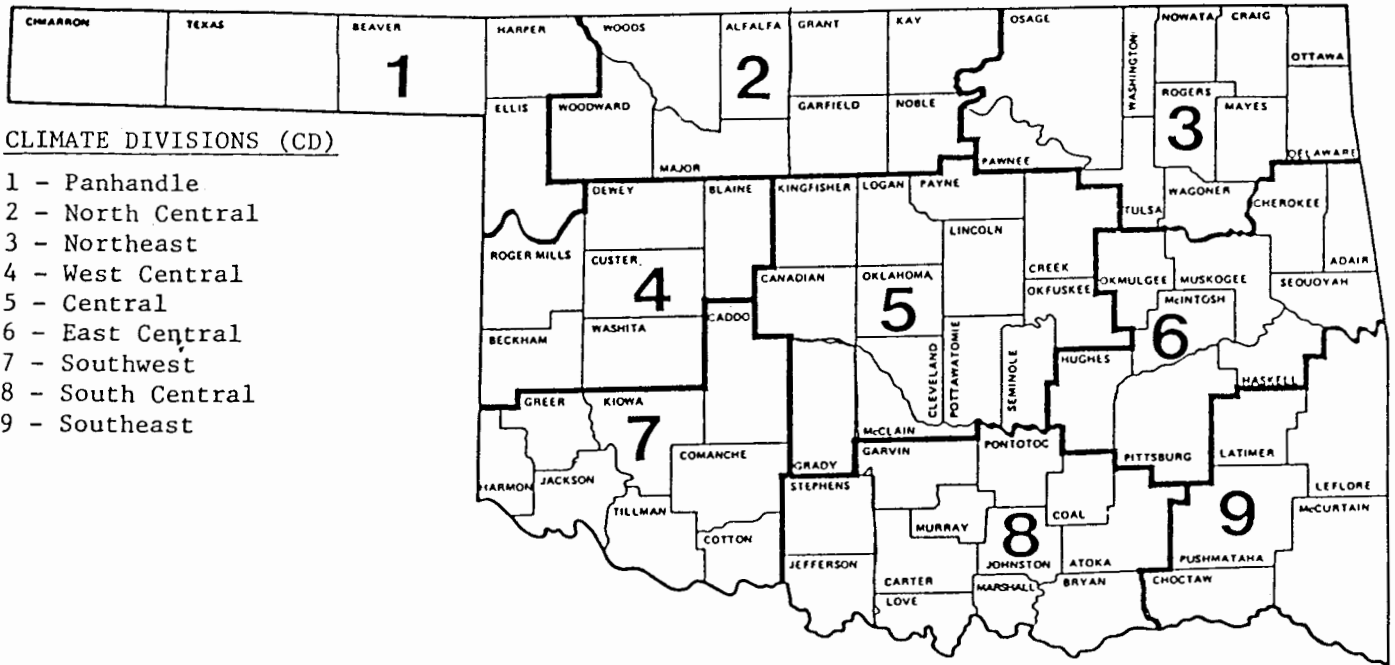 CIMARRON
TEXAS
BEAVER
HARPER
WOODS
ALFALFA
GRANT
KAY
OSAGE
WASHINGTON
NOWATA
CRAIG
OTTAWA
1
2
3
ELLIS
WOODWARD
GARFIELD
NOBLE
ROGERS
MAYES
MAJOR
PAWNEE
DELAWARE
CLIMATE DIVISIONS (CD)
1 - Panhandle
2 - North Central
3 - Northeast
4 - West Central
5 - Central
6 - East Central
7 - Southwest
8 - South Central
9 - Southeast
DEWEY
BLAINE
KINGFISHER
LOGAN
PAYNE
TULSA
WAGONER
CHEROKEE
LINCOLN
ROGER MILLS
CUSTER
4
CANADIAN
OKLAHOMA
5
CREEK
OKFUSKEE
OKMULGEE
MUSKOGEE
ADAIR
SEQUOYAH
McINTOSH
6
BECKHAM
WASHITA
CADDO
CLEVELAND
POTTAWATOMIE
SEMINOLE
HUGHES
HASKELL
GREER
KIOWA
7
McCLAIN
GARVIN
PONTOTOC
PITTSBURG
LATIMER
COMANCHE
GRADY
HARMON
JACKSON
STEPHENS
LEFLORE
TILLMAN
MURRAY
8
COAL
9
McCURTAIN
COTTON
JEFFERSON
JOHNSTON
ATOKA
PUSHMATAHA
CARTER
MARSHALL
BRYAN
CHOCTAW
LOVE